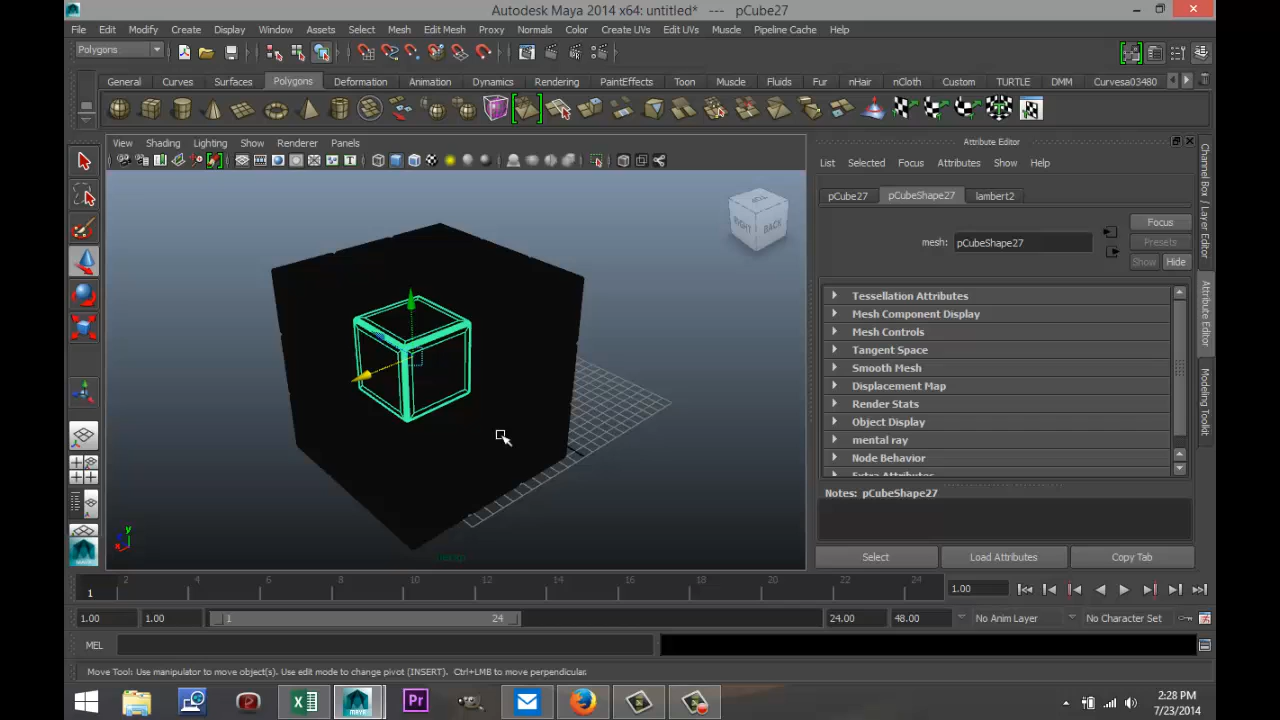 Autodesk Maya 2014 x64: untitled* --- pCube27
File Edit Modify Create Display Window Assets Select Mesh Edit Mesh Proxy Normals Color Create UVs Edit UVs Muscle Pipeline Cache Help
Polygons
General Curves Surfaces Polygons Deformation Animation Dynamics Rendering PaintEffects Toon Muscle Fluids Fur nHair nCloth Custom TURTLE DMM Curvesa03480
View Shading Lighting Show Renderer Panels
Attribute Editor
List Selected Focus Attributes Show Help
pCube27 pCubeShape27 lambert2
Focus
mesh: pCubeShape27
Presets
Show Hide
Tessellation Attributes
Mesh Component Display
Mesh Controls
Tangent Space
Smooth Mesh
Displacement Map
Render Stats
Object Display
mental ray
Node Behavior
Extra Attributes
Notes: pCubeShape27
Select Load Attributes Copy Tab
Channel Box / Layer Editor
Attribute Editor
Modeling Toolkit
TOP
RIGHT BACK
y
z
x
persp
2 4 6 8 10 12 14 16 18 20 22 24
1
1.00
1.00 1.00 1 24 24.00 48.00 No Anim Layer No Character Set
MEL
Move Tool: Use manipulator to move object(s). Use edit mode to change pivot (INSERT). Ctrl+LMB to move perpendicular.
Pr
2:28 PM
7/23/2014